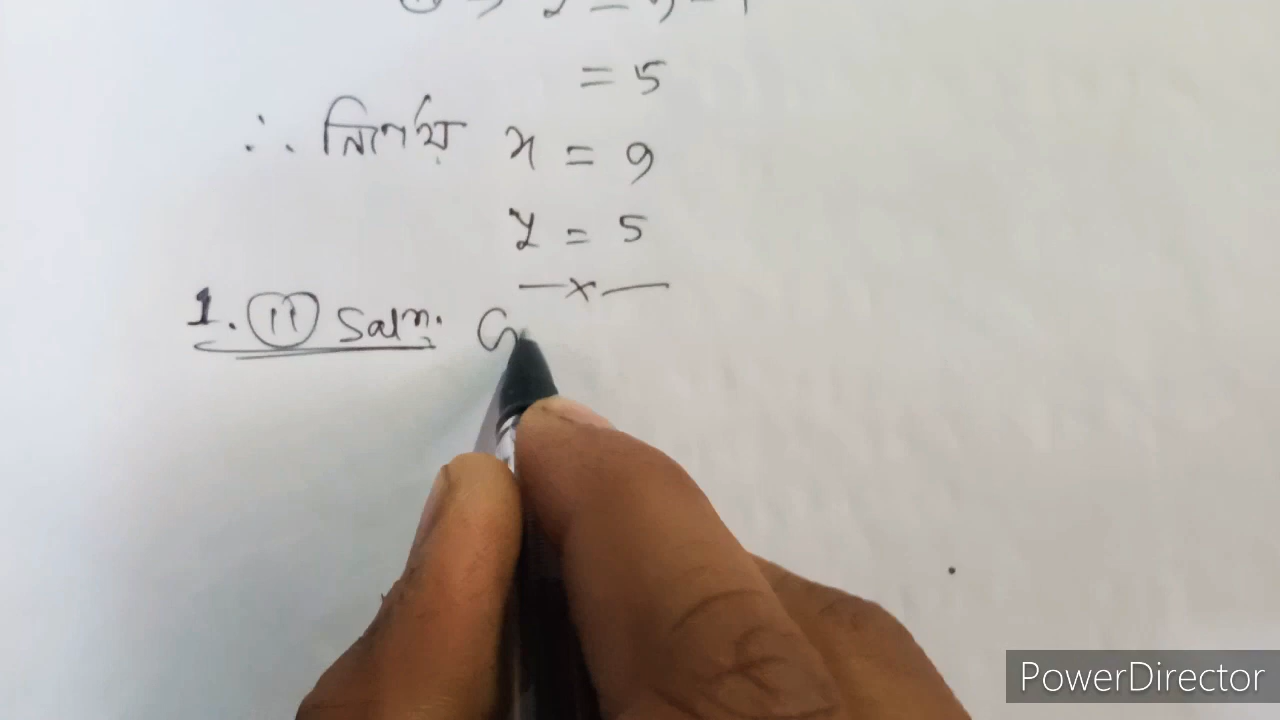 = 5
∴ নির্ণেয় x = 9
y = 5
—x—
1. (ii) Soln. G
PowerDirector